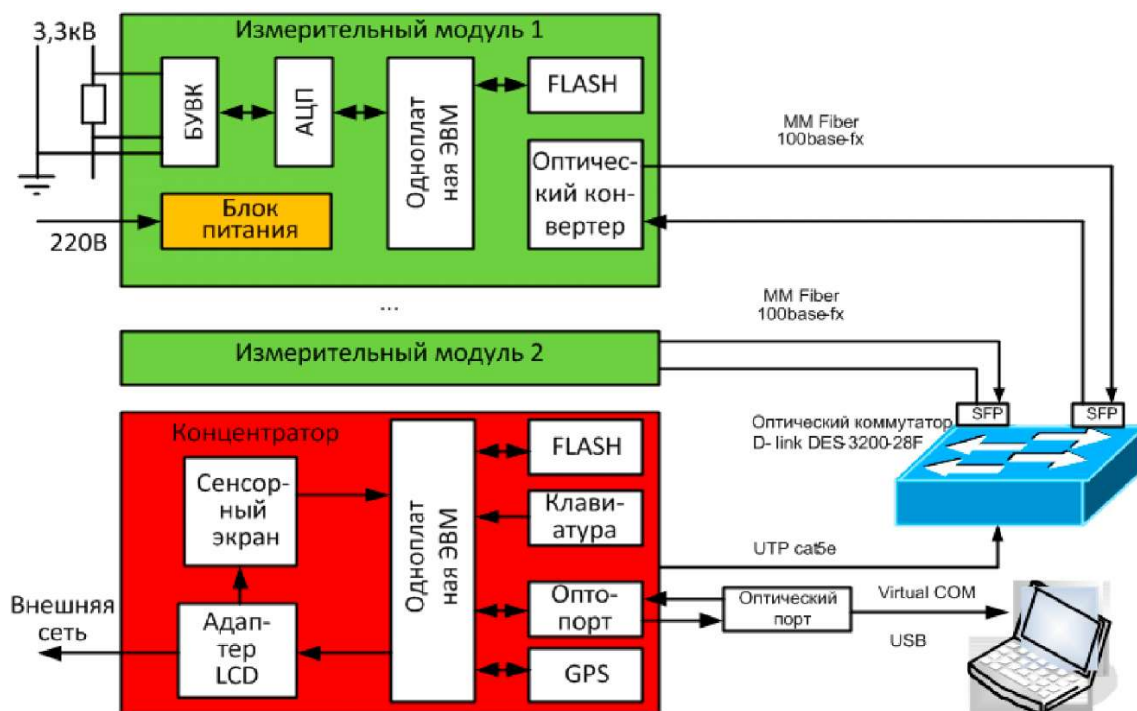 3,3кВ
Измерительный модуль 1
БУВК
АЦП
Одноплат
ная ЭВМ
FLASH
Оптичес-
кий кон-
вертер
Блок
питания
220В
MM Fiber
100base-fx
...
MM Fiber
100base-fx
Измерительный модуль 2
SFP
SFP
Оптический коммутатор
D- link DES-3200-28F
Концентратор
Сенсор-
ный
экран
Одноплат
ная ЭВМ
FLASH
Клави-
атура
Опто-
порт
GPS
Адап-
тер
LCD
Внешняя
сеть
UTP cat5e
Оптический
порт
Virtual COM
USB